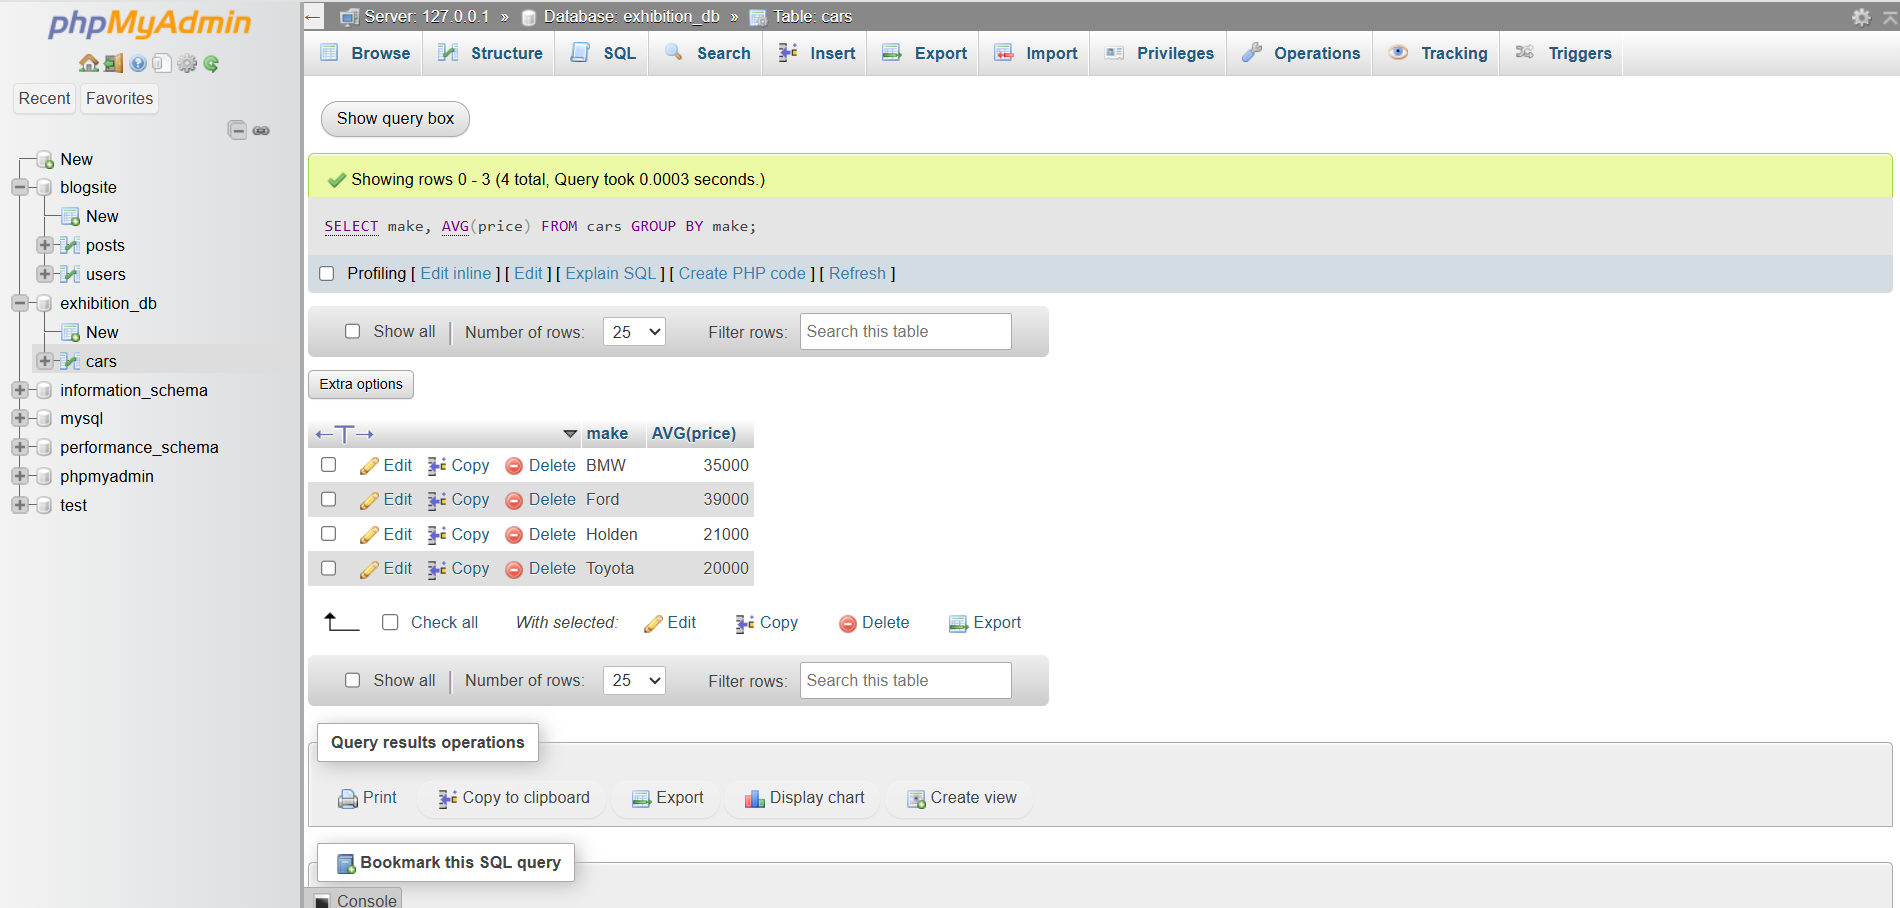 phpMyAdmin
Recent Favorites
New
blogsite
New
posts
users
exhibition_db
New
cars
information_schema
mysql
performance_schema
phpmyadmin
test
Server: 127.0.0.1 » Database: exhibition_db » Table: cars
Browse Structure SQL Search Insert Export Import Privileges Operations Tracking Triggers
Show query box
Showing rows 0 - 3 (4 total, Query took 0.0003 seconds.)
SELECT make, AVG(price) FROM cars GROUP BY make;
Profiling [ Edit inline ] [ Edit ] [ Explain SQL ] [ Create PHP code ] [ Refresh ]
Show all | Number of rows: 25 Filter rows: Search this table
Extra options
make AVG(price)
Edit Copy Delete BMW 35000
Edit Copy Delete Ford 39000
Edit Copy Delete Holden 21000
Edit Copy Delete Toyota 20000
Check all With selected: Edit Copy Delete Export
Show all | Number of rows: 25 Filter rows: Search this table
Query results operations
Print Copy to clipboard Export Display chart Create view
Bookmark this SQL query
Console